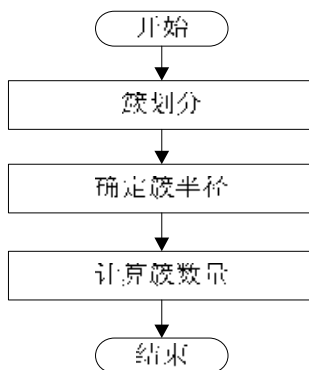 开始
簇划分
确定簇半径
计算簇数量
结束